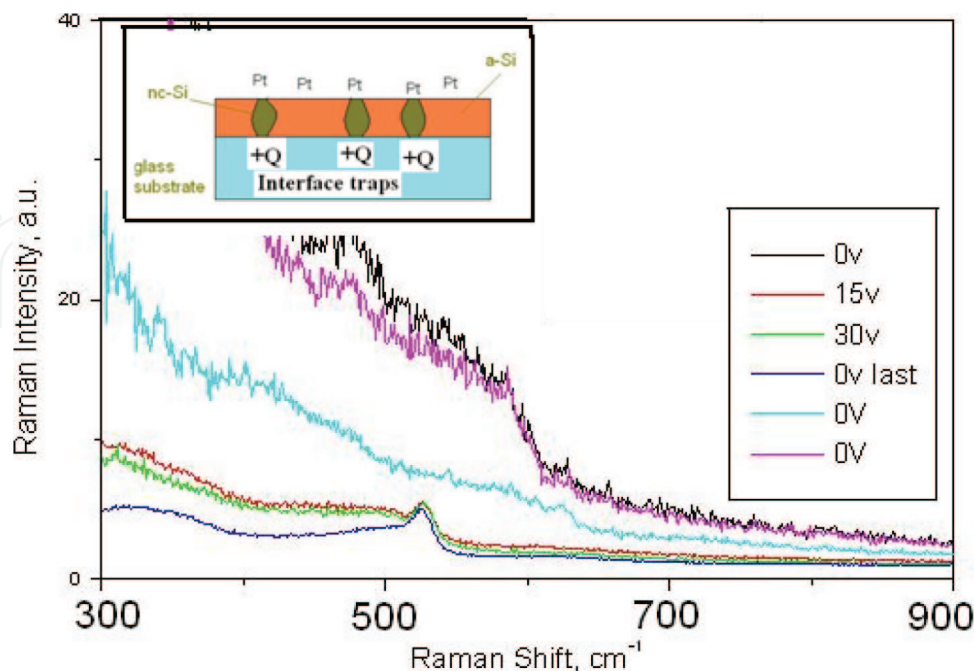 40
Pt Pt Pt Pt Pt
a-Si
nc-Si
+Q +Q +Q
glass
substrate
Interface traps
0v
15v
30v
0v last
0V
0V
20
0
Raman Intensity, a.u.
300 500 700 900
Raman Shift, cm⁻¹